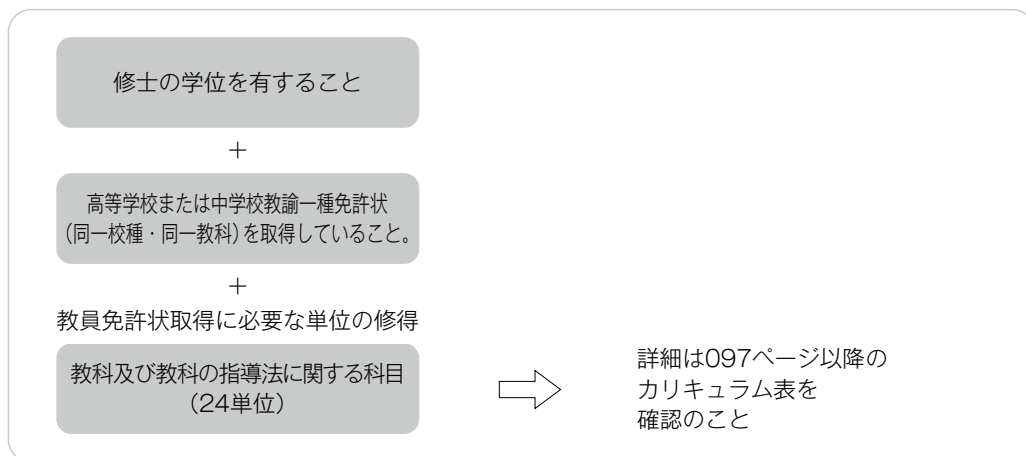 修士の学位を有すること
＋
高等学校または中学校教諭一種免許状
（同一校種・同一教科）を取得していること。
＋
教員免許状取得に必要な単位の修得
教科及び教科の指導法に関する科目
（24単位）
詳細は097ページ以降の
カリキュラム表を
確認のこと